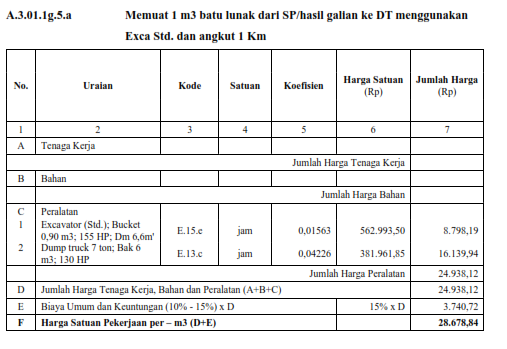 A.3.01.1g.5.a Memuat 1 m3 batu lunak dari SP/hasil galian ke DT menggunakan
Exca Std. dan angkut 1 Km
No. Uraian Kode Satuan Koefisien Harga Satuan (Rp) Jumlah Harga (Rp)
1 2 3 4 5 6 7
A Tenaga Kerja
Jumlah Harga Tenaga Kerja
B Bahan
Jumlah Harga Bahan
C Peralatan
1 Excavator (Std.); Bucket
0,90 m3; 155 HP; Dm 6,6m' E.15.e jam 0,01563 562.993,50 8.798,19
2 Dump truck 7 ton; Bak 6
m3; 130 HP E.13.c jam 0,04226 381.961,85 16.139,94
Jumlah Harga Peralatan 24.938,12
D Jumlah Harga Tenaga Kerja, Bahan dan Peralatan (A+B+C) 24.938,12
E Biaya Umum dan Keuntungan (10% - 15%) x D 15% x D 3.740,72
F Harga Satuan Pekerjaan per – m3 (D+E) 28.678,84